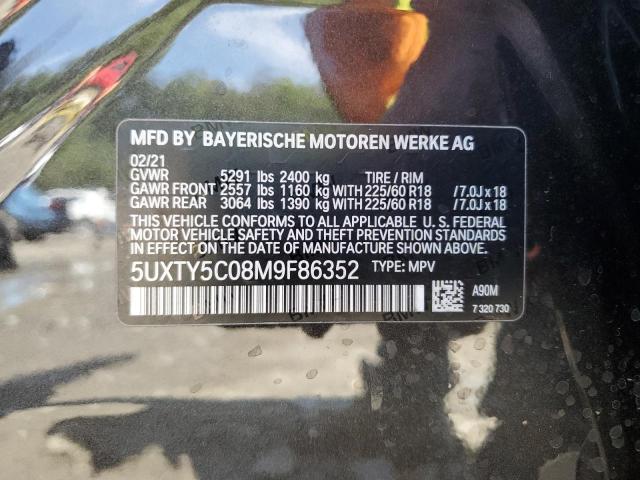 MFD BY BAYERISCHE MOTOREN WERKE AG
02/21
GVWR 5291 lbs 2400 kg TIRE / RIM
GAWR FRONT 2557 lbs 1160 kg WITH 225/60 R18 / 7.0J x 18
GAWR REAR 3064 lbs 1390 kg WITH 225/60 R18 / 7.0J x 18
THIS VEHICLE CONFORMS TO ALL APPLICABLE U. S. FEDERAL
MOTOR VEHICLE SAFETY AND THEFT PREVENTION
STANDARDS IN EFFECT ON THE DATE OF MANUFACTURE SHOWN ABOVE.
5UXTY5C08M9F86352 TYPE: MPV
A90M
7 320 730